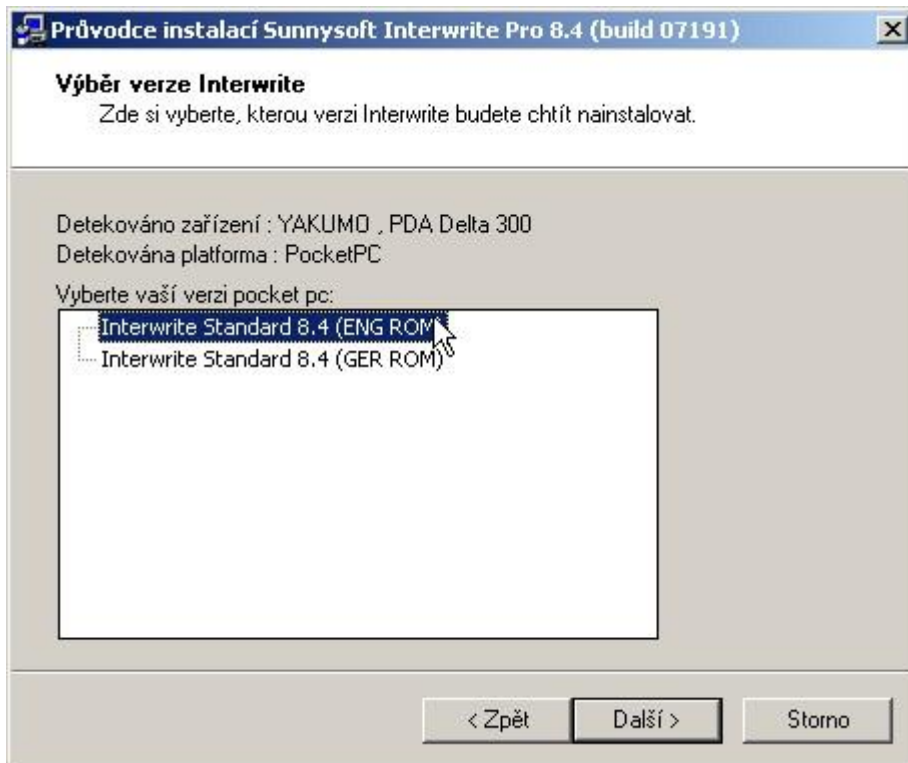 Průvodce instalací Sunnysoft Interwrite Pro 8.4 (build 07191)
Výběr verze Interwrite
Zde si vyberte, kterou verzi Interwrite budete chtít nainstalovat.
Detekováno zařízení : YAKUMO , PDA Delta 300
Detekována platforma : PocketPC
Vyberte vaší verzi pocket pc:
Interwrite Standard 8.4 (ENG ROM)
Interwrite Standard 8.4 (GER ROM)
< Zpět
Další >
Storno